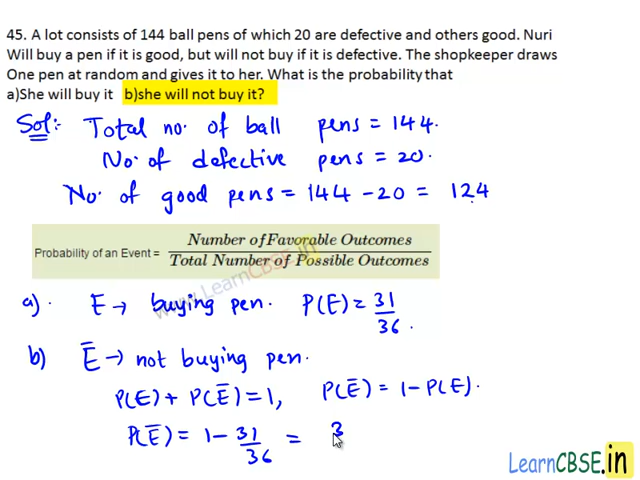 45. A lot consists of 144 ball pens of which 20 are defective and others good. Nuri
Will buy a pen if it is good, but will not buy if it is defective. The shopkeeper draws
One pen at random and gives it to her. What is the probability that
a)She will buy it b)she will not buy it?
Sol:- Total no. of ball pens = 144.
No. of defective pens = 20.
No. of good pens = 144 - 20 = 124
Probability of an Event = Number of Favorable Outcomes / Total Number of Possible Outcomes
www.LearnCBSE.in
a). E → buying pen. P(E) = 31/36.
b) E̅ → not buying pen.
P(E) + P(E̅) = 1, P(E̅) = 1 - P(E).
P(E̅) = 1 - 31/36 = 3
LearnCBSE.in